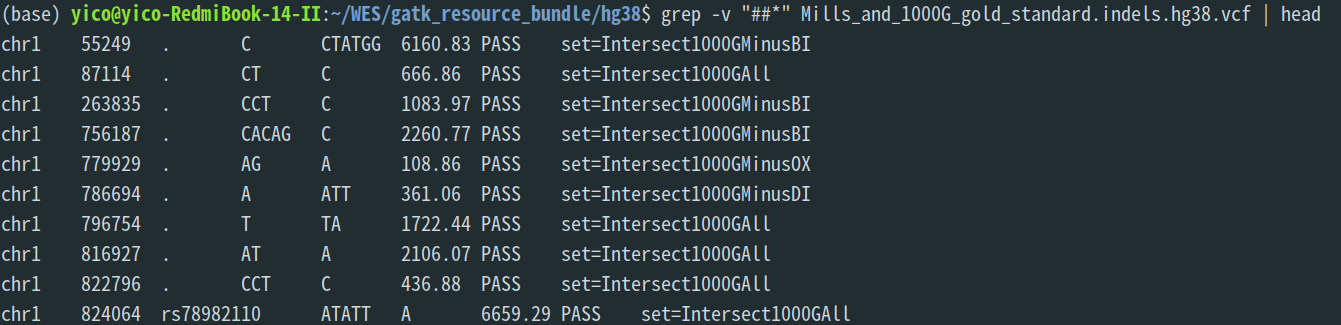 (base) yico@yico-RedmiBook-14-II:~/WES/gatk_resource_bundle/hg38$ grep -v "##*" Mills_and_1000G_gold_standard.indels.hg38.vcf | head
chr1 55249 . C CTATGG 6160.83 PASS set=Intersect1000GMinusBI
chr1 87114 . CT C 666.86 PASS set=Intersect1000GAll
chr1 263835 . CCT C 1083.97 PASS set=Intersect1000GMinusBI
chr1 756187 . CACAG C 2260.77 PASS set=Intersect1000GMinusBI
chr1 779929 . AG A 108.86 PASS set=Intersect1000GMinusOX
chr1 786694 . A ATT 361.06 PASS set=Intersect1000GMinusDI
chr1 796754 . T TA 1722.44 PASS set=Intersect1000GAll
chr1 816927 . AT A 2106.07 PASS set=Intersect1000GAll
chr1 822796 . CCT C 436.88 PASS set=Intersect1000GAll
chr1 824064 rs78982110 ATATT A 6659.29 PASS set=Intersect1000GAll